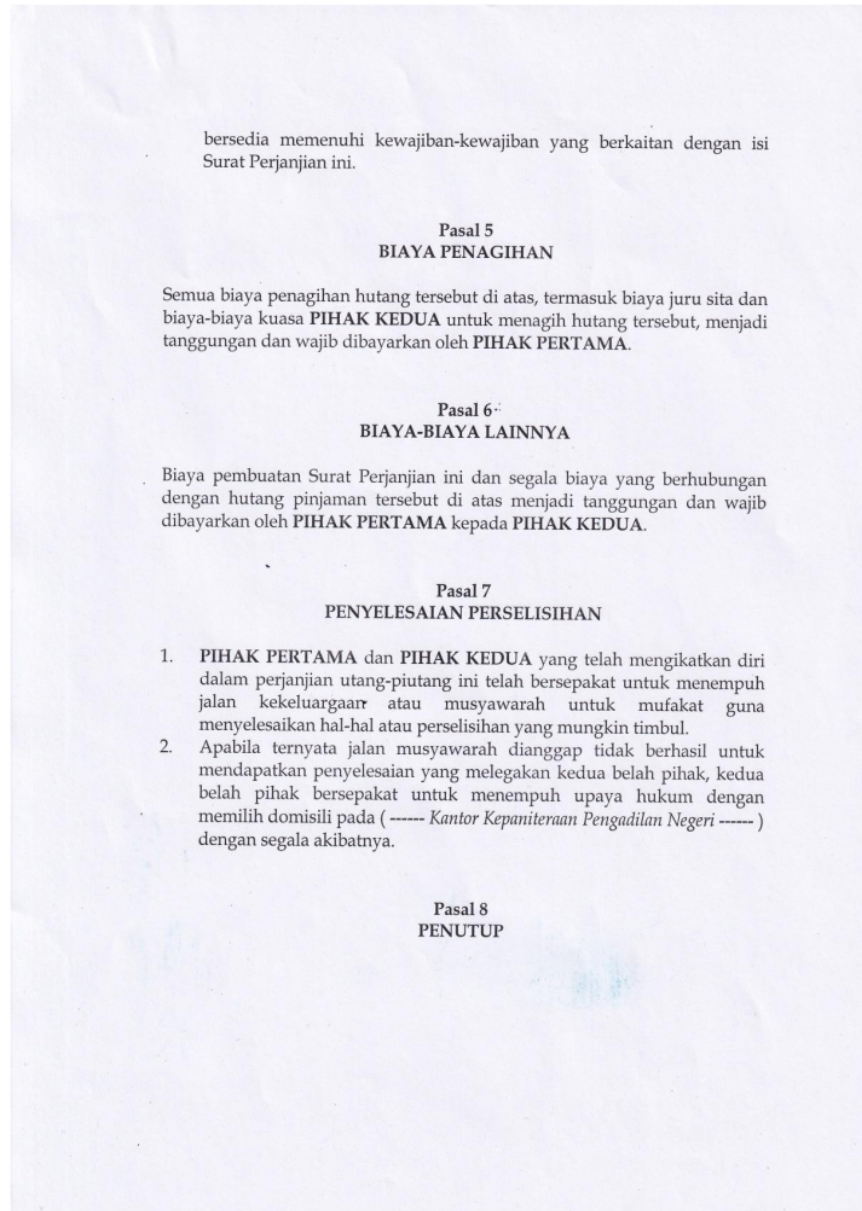 bersedia memenuhi kewajiban-kewajiban yang berkaitan dengan isi
Surat Perjanjian ini.
Pasal 5
BIAYA PENAGIHAN
Semua biaya penagihan hutang tersebut di atas, termasuk biaya juru sita dan
biaya-biaya kuasa PIHAK KEDUA untuk menagih hutang tersebut, menjadi
tanggungan dan wajib dibayarkan oleh PIHAK PERTAMA.
Pasal 6
BIAYA-BIAYA LAINNYA
Biaya pembuatan Surat Perjanjian ini dan segala biaya yang berhubungan
dengan hutang pinjaman tersebut di atas menjadi tanggungan dan wajib
dibayarkan oleh PIHAK PERTAMA kepada PIHAK KEDUA.
Pasal 7
PENYELESAIAN PERSELISIHAN
1. PIHAK PERTAMA dan PIHAK KEDUA yang telah mengikatkan diri
dalam perjanjian utang-piutang ini telah bersepakat untuk menempuh
jalan kekeluargaan atau musyawarah untuk mufakat guna
menyelesaikan hal-hal atau perselisihan yang mungkin timbul.
2. Apabila ternyata jalan musyawarah dianggap tidak berhasil untuk
mendapatkan penyelesaian yang melegakan kedua belah pihak, kedua
belah pihak bersepakat untuk menempuh upaya hukum dengan
memilih domisili pada ( ------ Kantor Kepaniteraan Pengadilan Negeri ------ )
dengan segala akibatnya.
Pasal 8
PENUTUP